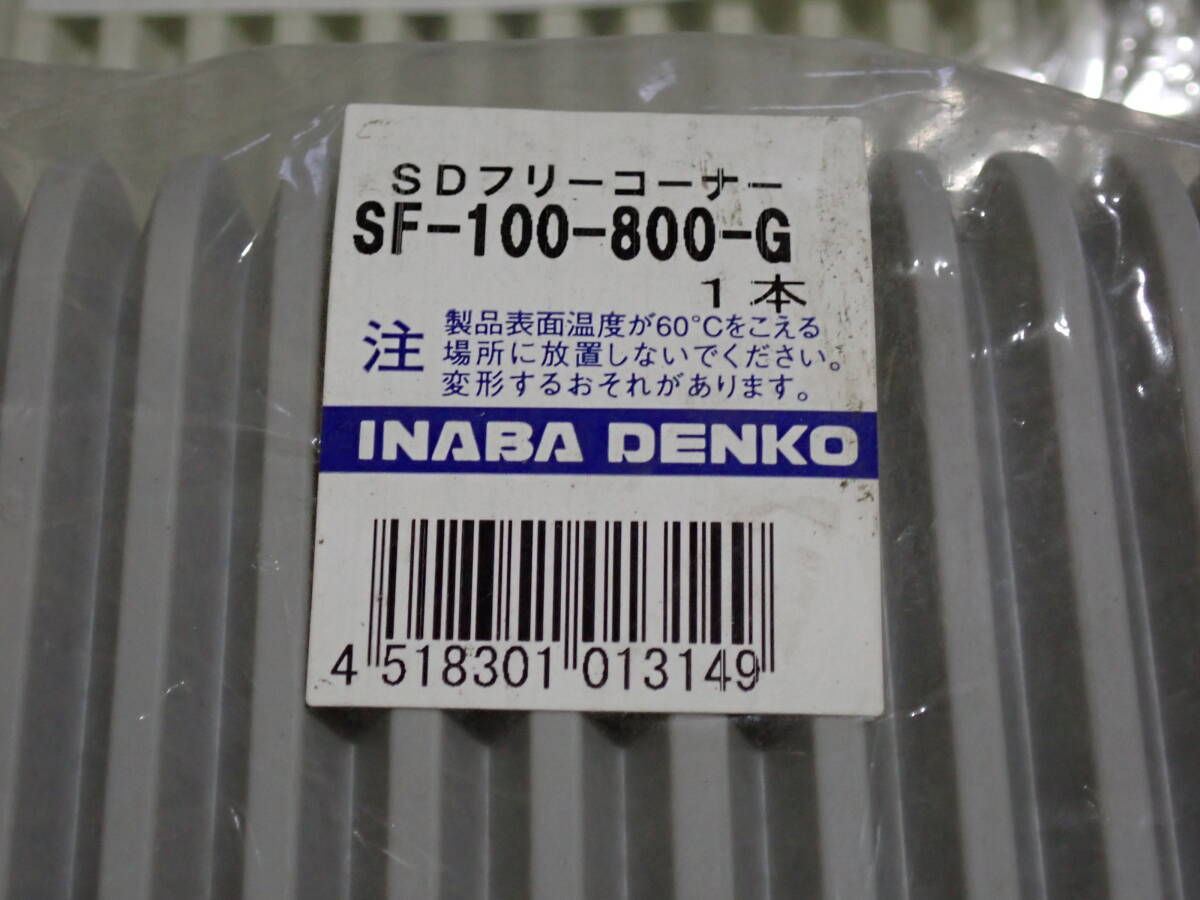 SDフリーコーナー
SF-100-800-G
1本
注 製品表面温度が60°Cをこえる
場所に放置しないでください。
変形するおそれがあります。
INABA DENKO
4 518301 013149